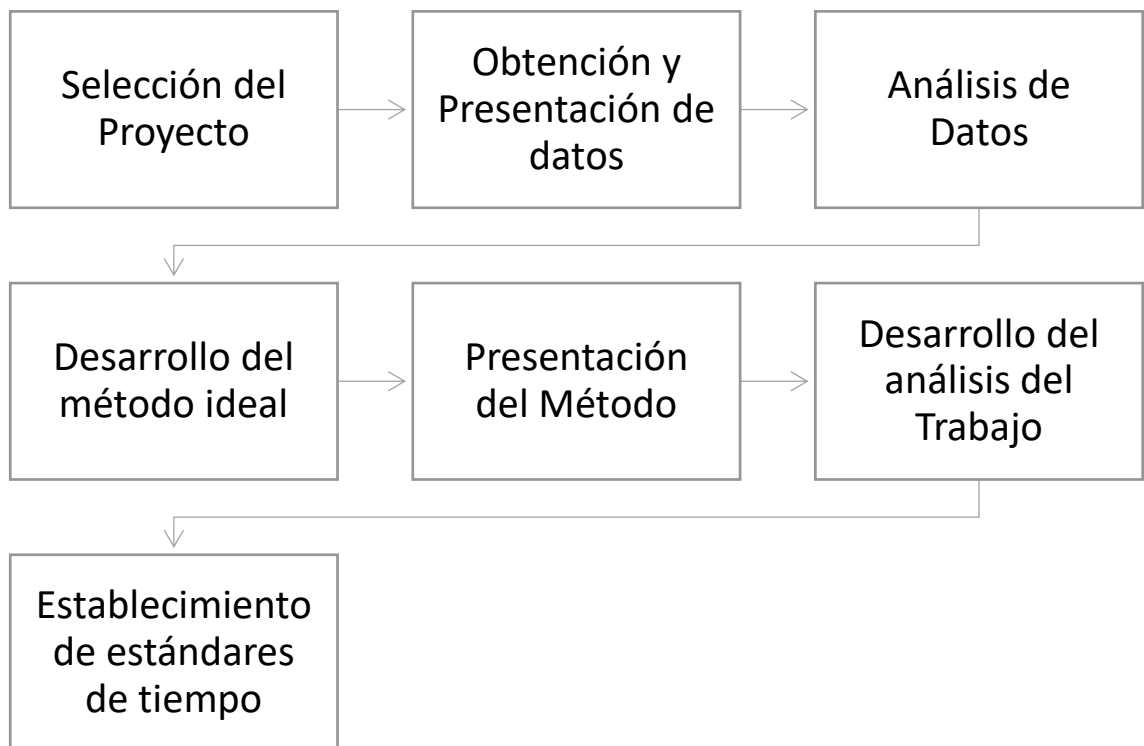 Selección del
Proyecto
Obtención y
Presentación de
datos
Análisis de
Datos
Desarrollo del
método ideal
Presentación
del Método
Desarrollo del
análisis del
Trabajo
Establecimiento
de estándares
de tiempo